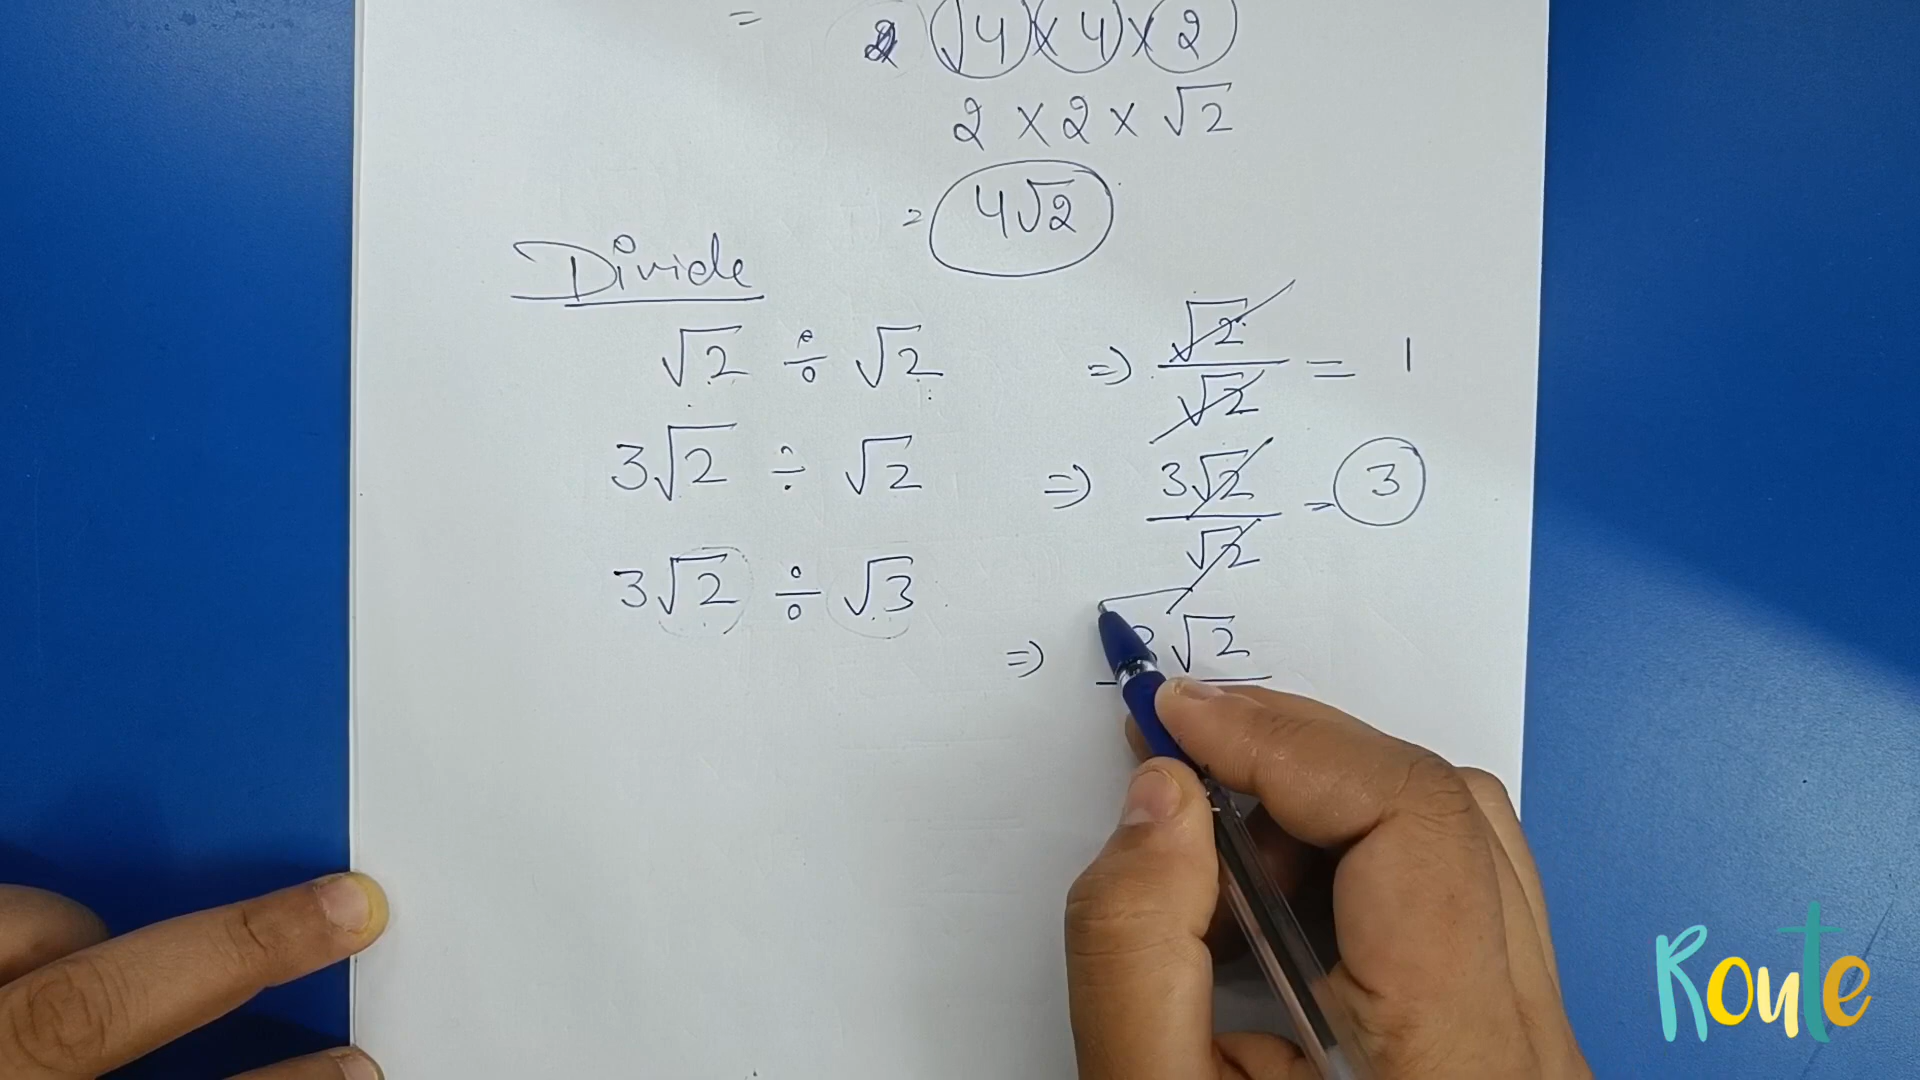 = 2 √4 × 4 × 2
2 × 2 × √2
= 4√2
Divide
√2 ÷ √2 ⇒ √2 / √2 = 1
3√2 ÷ √2 ⇒ 3√2 / √2 = 3
3√2 ÷ √3
⇒ 3√2
Route